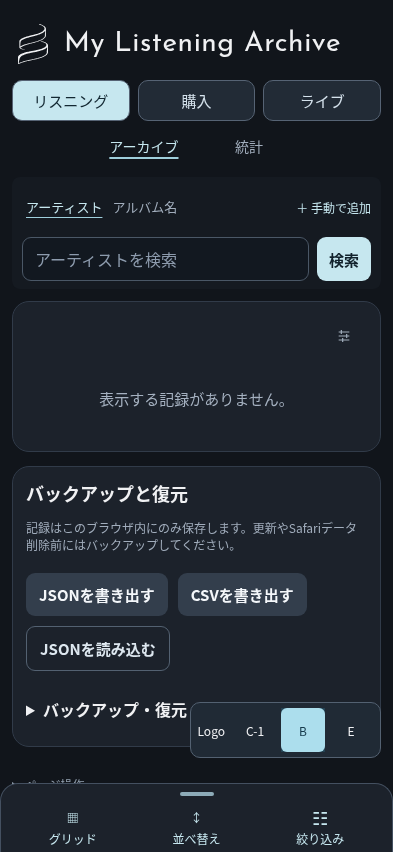 My Listening Archive
リスニング
購入
ライブ
アーカイブ
統計
アーティスト
アルバム名
＋ 手動で追加
アーティストを検索
検索
表示する記録がありません。
バックアップと復元
記録はこのブラウザ内にのみ保存します。更新やSafariデータ
削除前にはバックアップしてください。
JSONを書き出す
CSVを書き出す
JSONを読み込む
▶ バックアップ・復元
Logo
C-1
B
E
グリッド
並べ替え
絞り込み